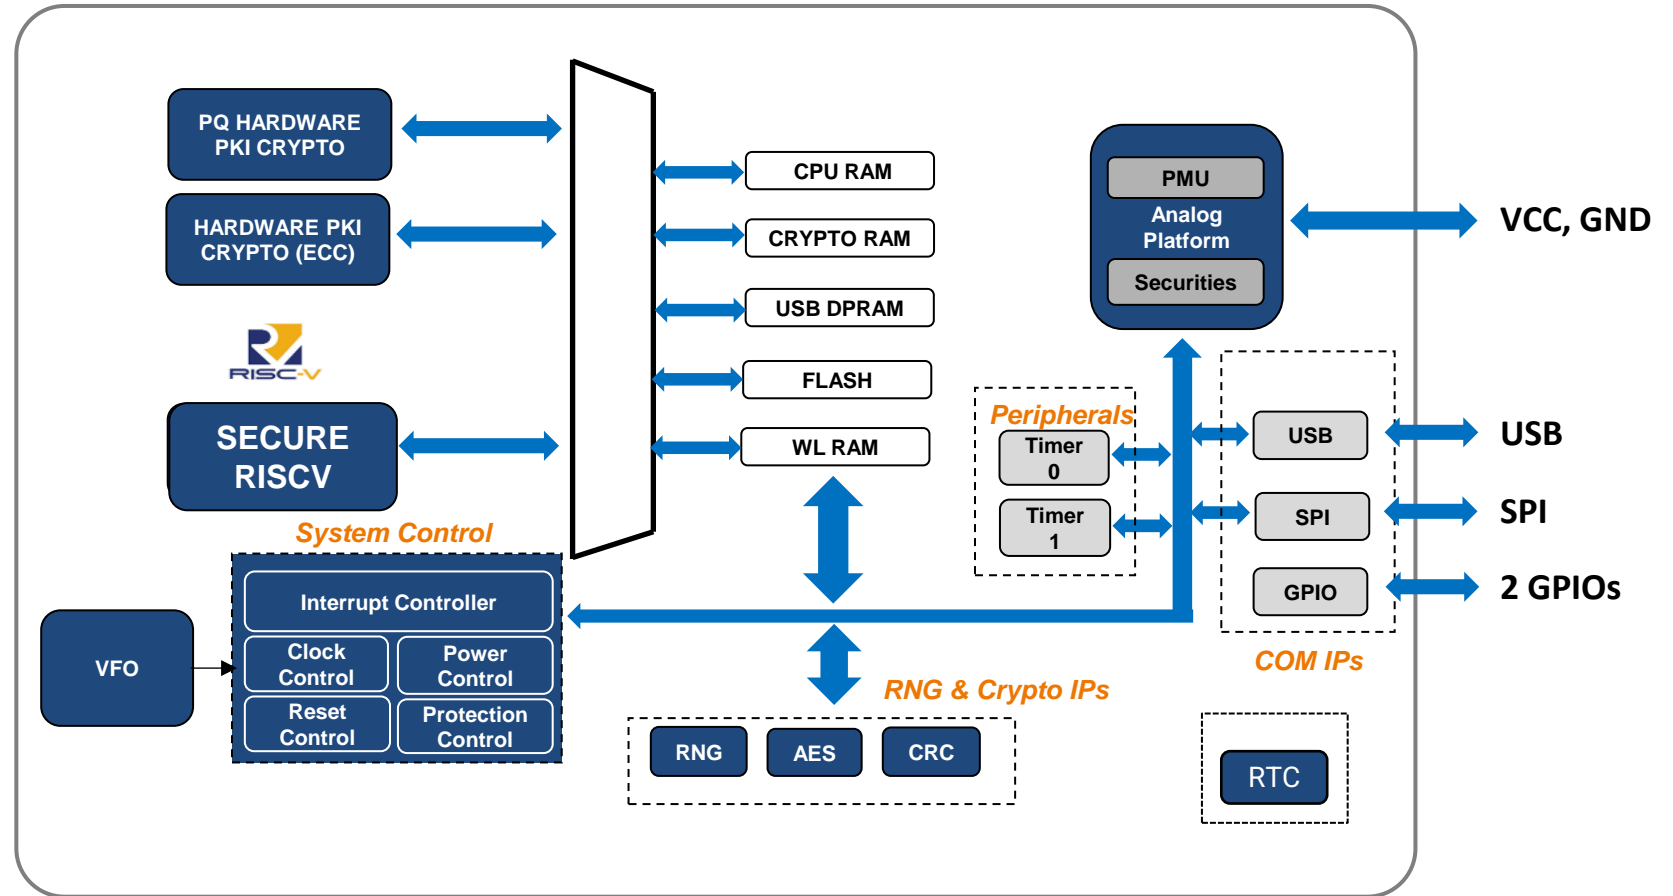 PQ HARDWARE
PKI CRYPTO
HARDWARE PKI
CRYPTO (ECC)
RISC-V
SECURE
RISCV
System Control
Interrupt Controller
Clock
Control
Power
Control
Reset
Control
Protection
Control
VFO
CPU RAM
CRYPTO RAM
USB DPRAM
FLASH
WL RAM
RNG & Crypto IPs
RNG
AES
CRC
PMU
Analog
Platform
Securities
Peripherals
Timer
0
Timer
1
USB
SPI
GPIO
COM IPs
RTC
VCC, GND
USB
SPI
2 GPIOs